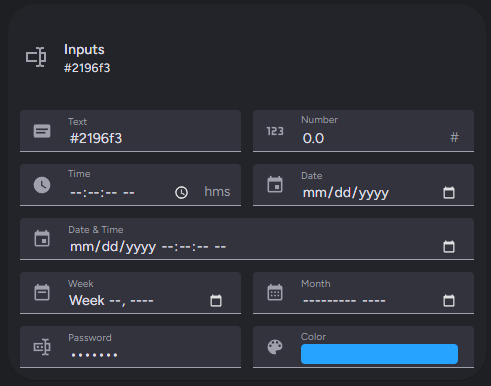 Inputs
#2196f3
Text
#2196f3
Number
123
0.0
#
Time
--:--:-- --
hms
Date
mm/dd/yyyy
Date & Time
mm/dd/yyyy --:--:-- --
Week
Week --, ----
Month
--------- ----
Password
•••••••
Color